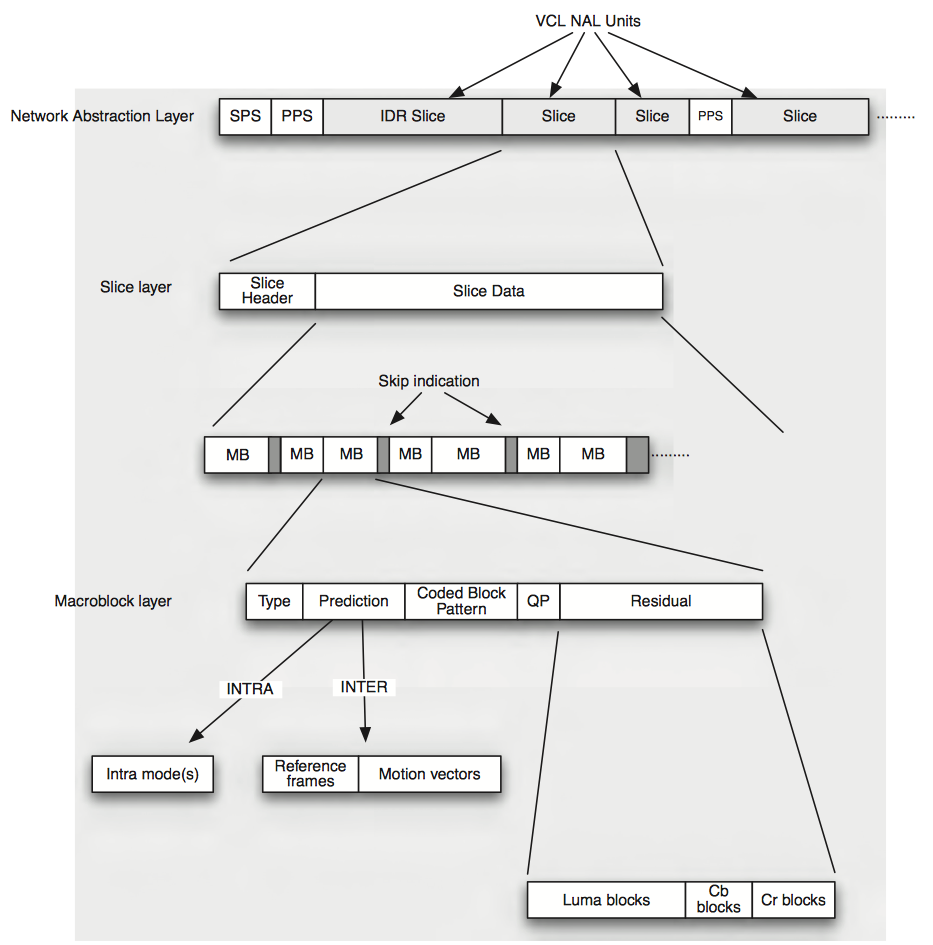 VCL NAL Units
Network Abstraction Layer
SPS
PPS
IDR Slice
Slice
Slice
PPS
Slice
Slice layer
Slice
Header
Slice Data
Skip indication
MB
MB
MB
MB
MB
MB
MB
Macroblock layer
Type
Prediction
Coded Block
Pattern
QP
Residual
INTRA
INTER
Intra mode(s)
Reference
frames
Motion vectors
Luma blocks
Cb
blocks
Cr blocks